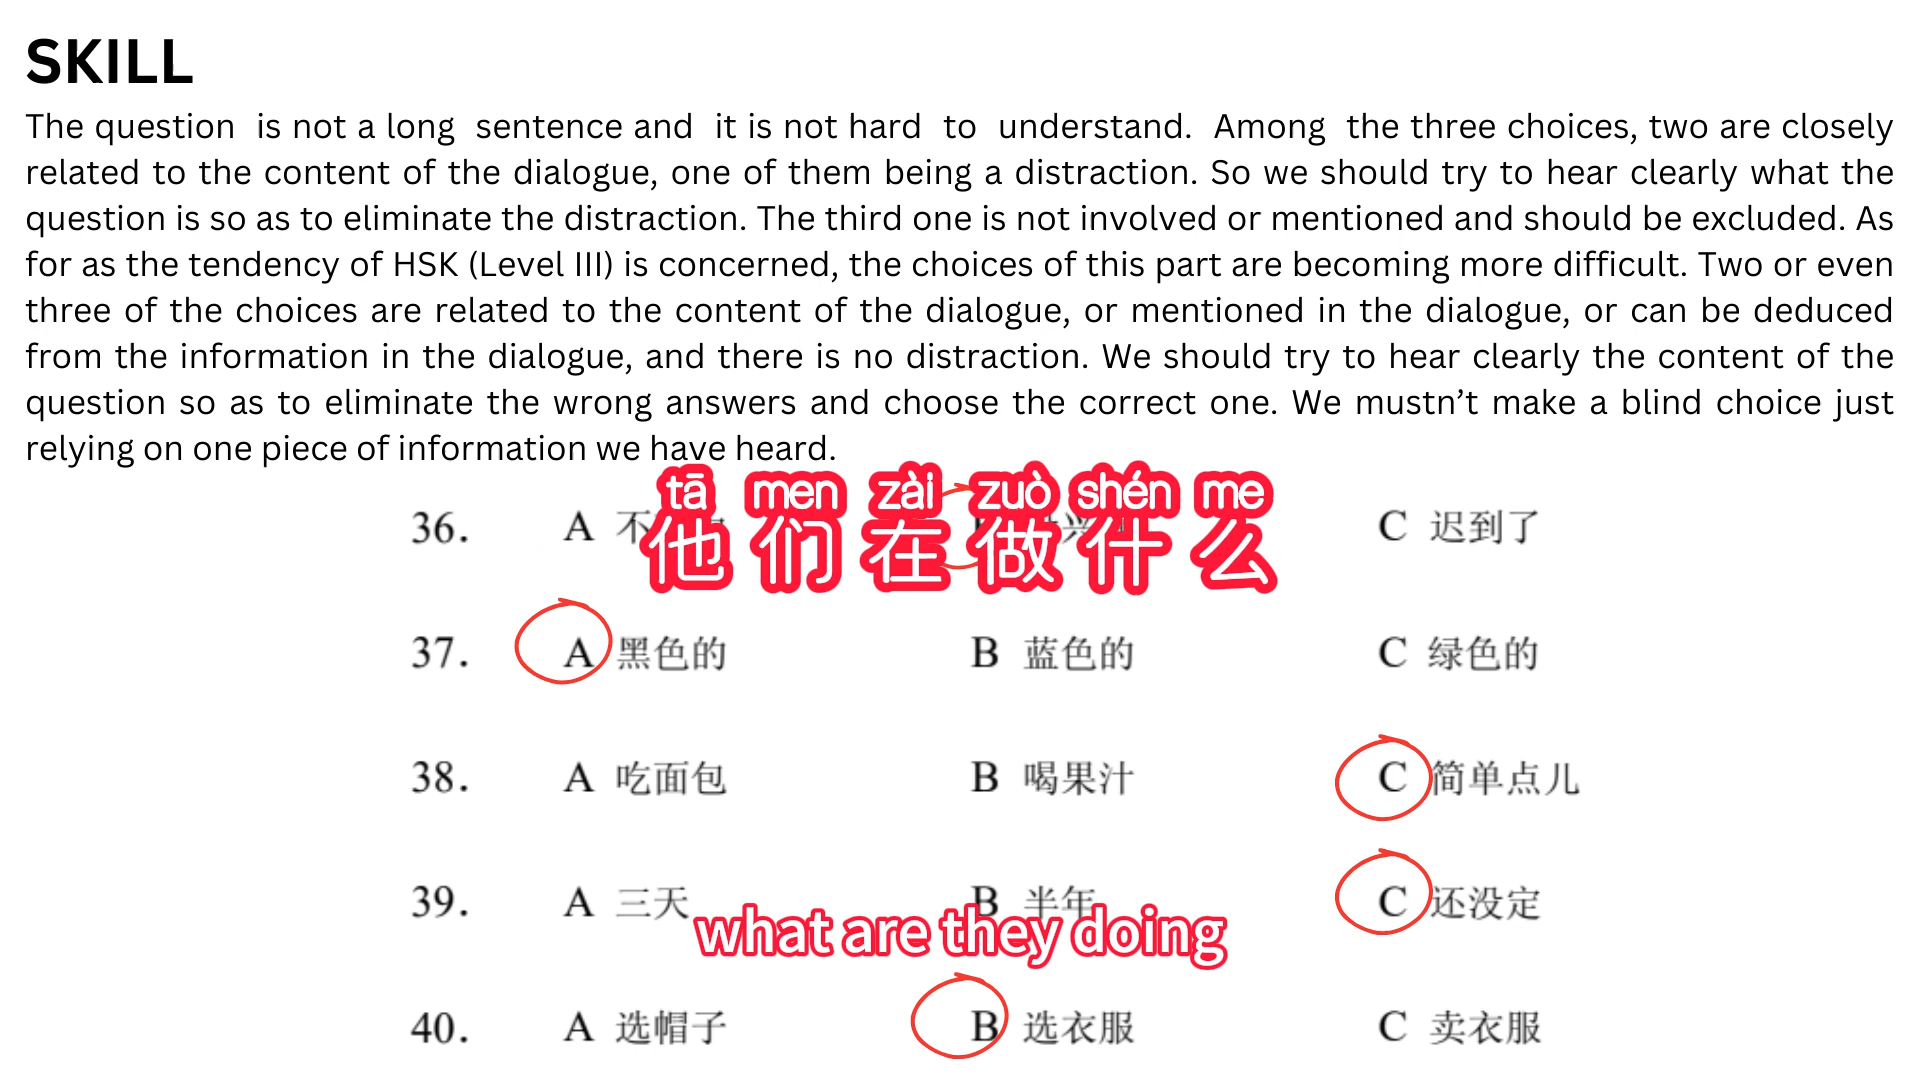 SKILL
The question is not a long sentence and it is not hard to understand. Among the three choices, two are closely
related to the content of the dialogue, one of them being a distraction. So we should try to hear clearly what the
question is so as to eliminate the distraction. The third one is not involved or mentioned and should be excluded. As
for as the tendency of HSK (Level III) is concerned, the choices of this part are becoming more difficult. Two or even
three of the choices are related to the content of the dialogue, or mentioned in the dialogue, or can be deduced
from the information in the dialogue, and there is no distraction. We should try to hear clearly the content of the
question so as to eliminate the wrong answers and choose the correct one. We mustn’t make a blind choice just
relying on one piece of information we have heard.
tā men zài zuò shén me
他们在做什么
36. A 不 C 迟到了
37. A 黑色的 B 蓝色的 C 绿色的
38. A 吃面包 B 喝果汁 C 简单点儿
39. A 三天 B 半年 C 还没定
what are they doing
40. A 选帽子 B 选衣服 C 卖衣服